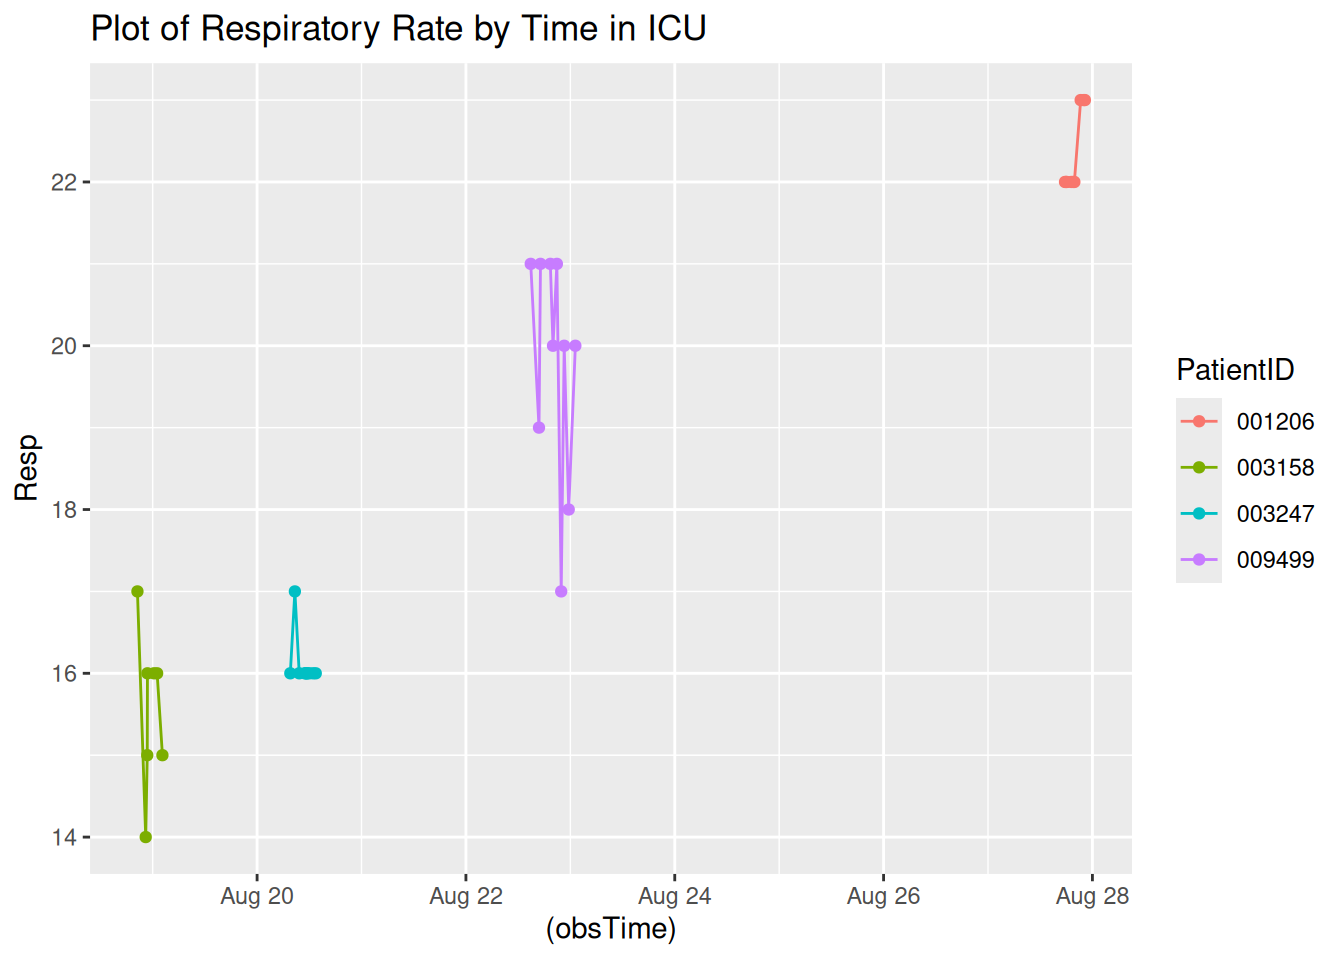 Plot of Respiratory Rate by Time in ICU
Resp
22
20
18
16
14
Aug 20 Aug 22 Aug 24 Aug 26 Aug 28
(obsTime)
PatientID
001206
003158
003247
009499